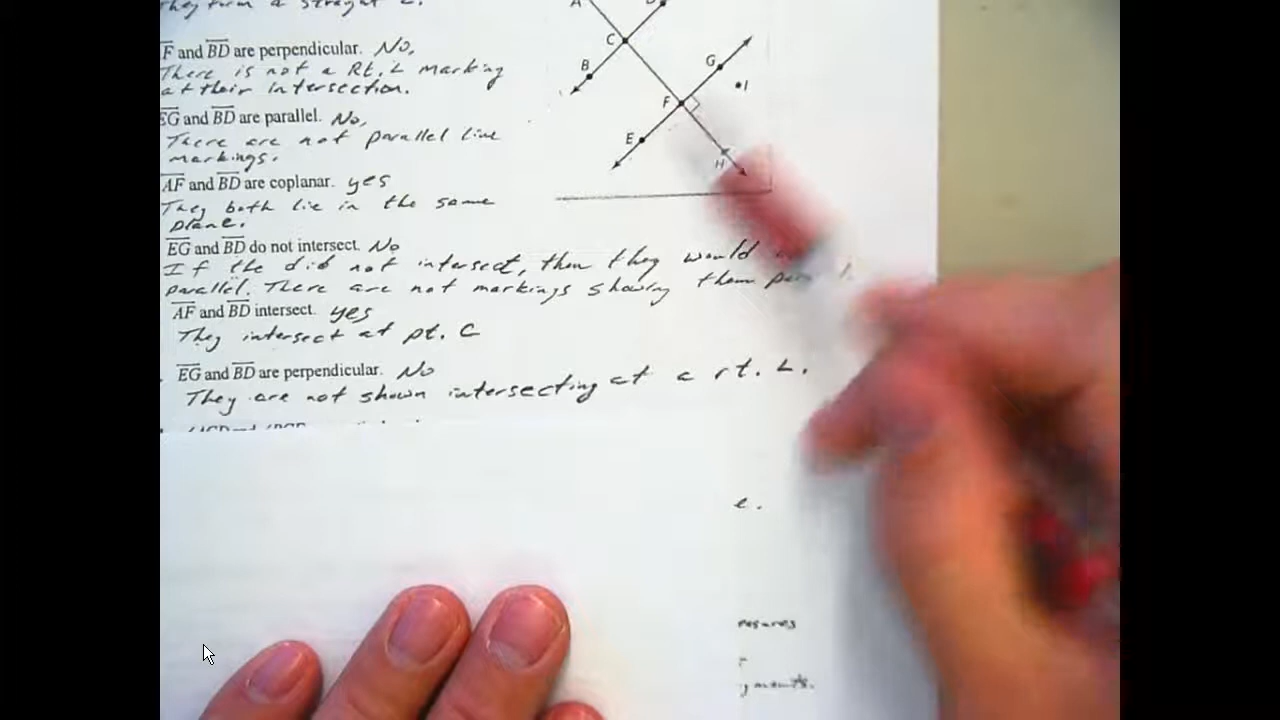 they form a straight L.
A
C
B
G
I
F
E
H
F and BD are perpendicular. No,
There is not a Rt. L marking
at their intersection.
EG and BD are parallel. No,
There are not parallel line
markings.
AF and BD are coplanar. yes
They both lie in the same
plane.
EG and BD do not intersect. No
If the did not intersect, then they would
parallel. There are not markings showing them
AF and BD intersect. yes
They intersect at pt. C
EG and BD are perpendicular. No
They are not shown intersecting at a rt. L.
e.